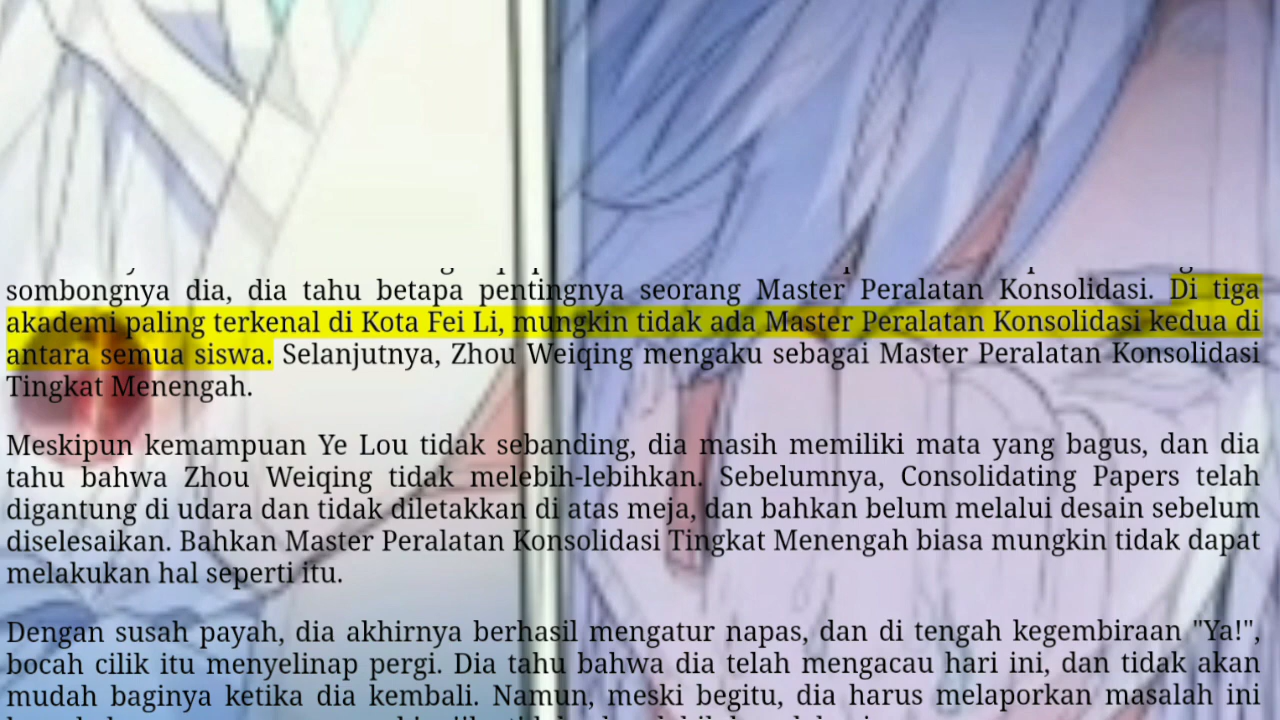 sombongnya dia, dia tahu betapa pentingnya seorang Master Peralatan Konsolidasi. Di tiga
akademi paling terkenal di Kota Fei Li, mungkin tidak ada Master Peralatan Konsolidasi kedua di
antara semua siswa. Selanjutnya, Zhou Weiqing mengaku sebagai Master Peralatan Konsolidasi
Tingkat Menengah.
Meskipun kemampuan Ye Lou tidak sebanding, dia masih memiliki mata yang bagus, dan dia
tahu bahwa Zhou Weiqing tidak melebih-lebihkan. Sebelumnya, Consolidating Papers telah
digantung di udara dan tidak diletakkan di atas meja, dan bahkan belum melalui desain sebelum
diselesaikan. Bahkan Master Peralatan Konsolidasi Tingkat Menengah biasa mungkin tidak dapat
melakukan hal seperti itu.
Dengan susah payah, dia akhirnya berhasil mengatur napas, dan di tengah kegembiraan "Ya!",
bocah cilik itu menyelinap pergi. Dia tahu bahwa dia telah mengacau hari ini, dan tidak akan
mudah baginya ketika dia kembali. Namun, meski begitu, dia harus melaporkan masalah ini